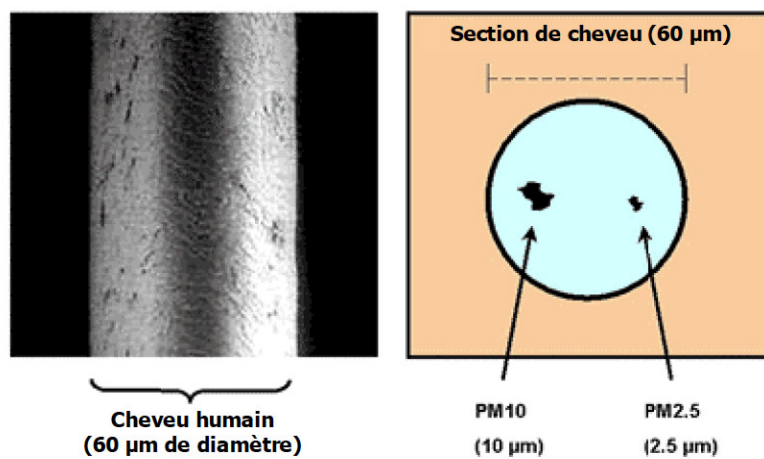 Section de cheveu (60 µm)
Cheveu humain
(60 µm de diamètre)
PM10
(10 µm)
PM2.5
(2.5 µm)